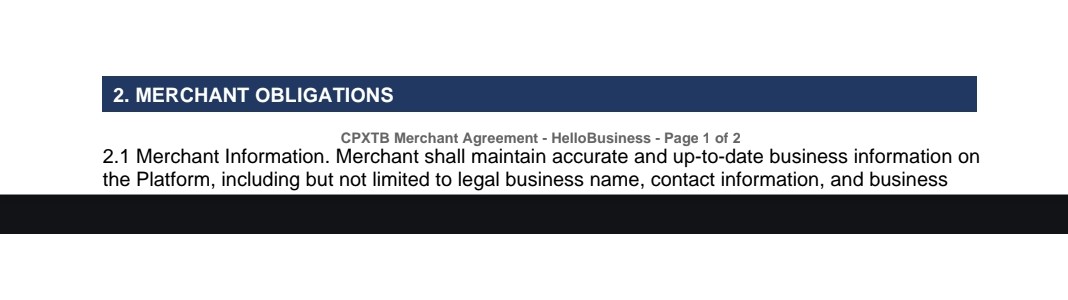 2. MERCHANT OBLIGATIONS
CPXTB Merchant Agreement - HelloBusiness - Page 1 of 2
2.1 Merchant Information. Merchant shall maintain accurate and up-to-date business information on
the Platform, including but not limited to legal business name, contact information, and business